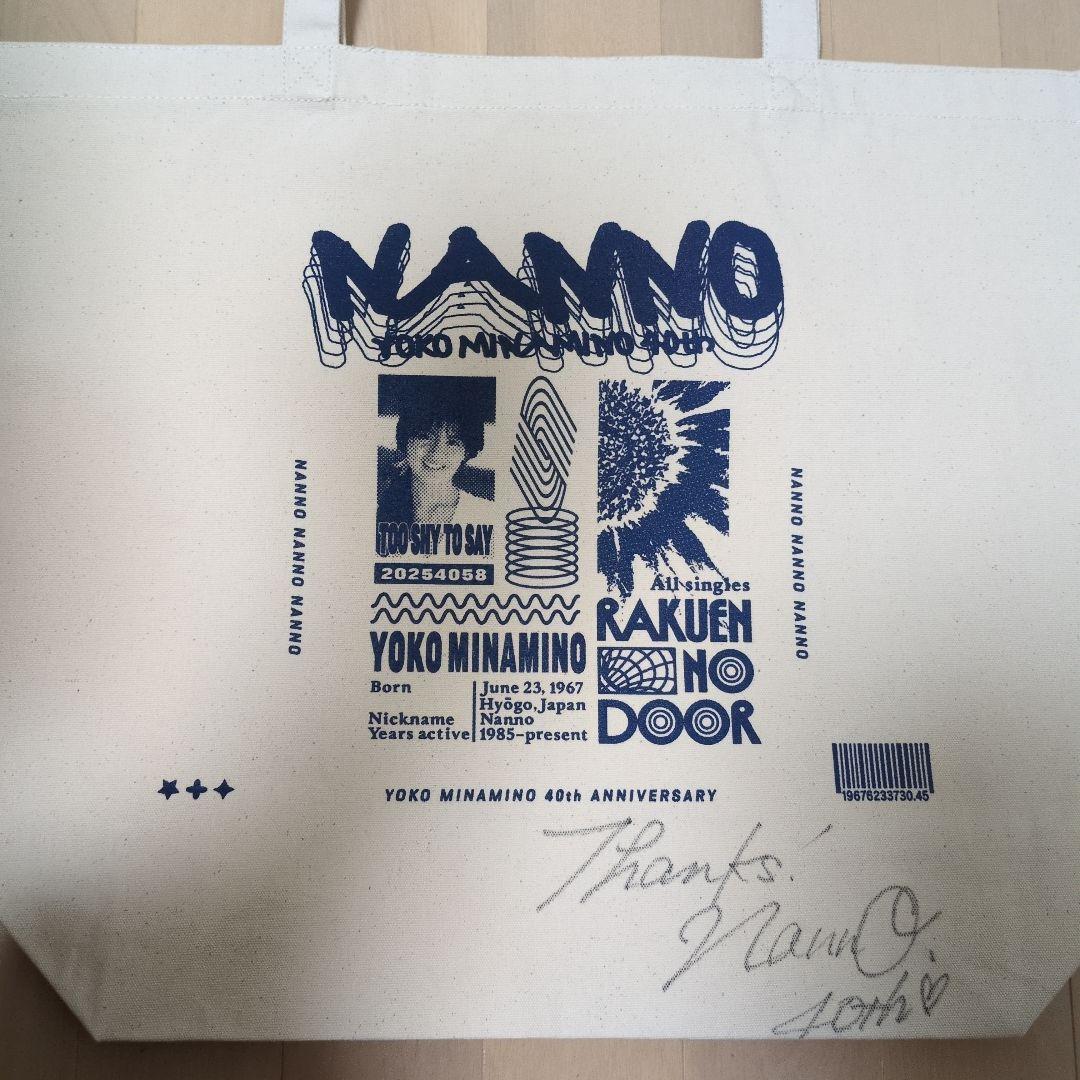 NANNO
YOKO MINAMINO 40th
TOO SHY TO SAY
20254058
YOKO MINAMINO
Born June 23, 1967
Hyōgo, Japan
Nickname Nanno
Years active 1985-present
All singles
RAKUEN
NO
DOOR
NANNO NANNO NANNO
NANNO NANNO NANNO
YOKO MINAMINO 40th ANNIVERSARY
19676233730.45
Thanks!
Nanno.
40th♡